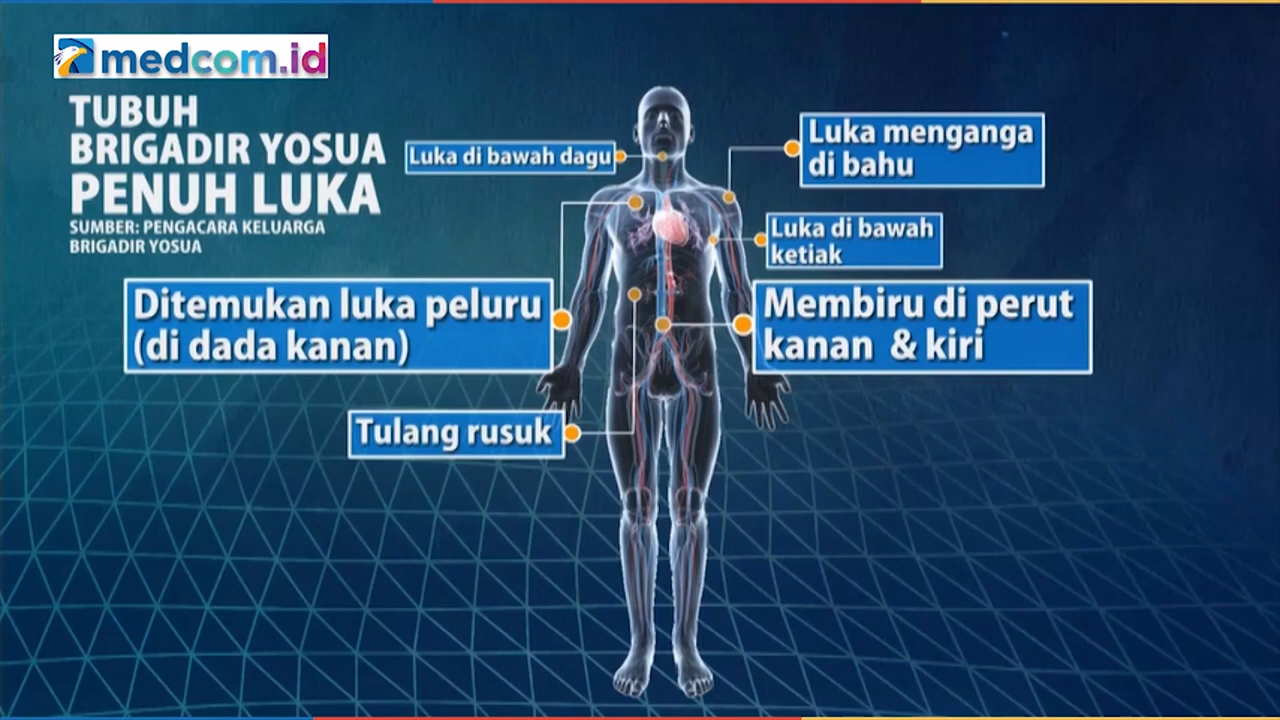 medcom.id
TUBUH
BRIGADIR YOSUA
PENUH LUKA
SUMBER: PENGACARA KELUARGA
BRIGADIR YOSUA
Luka di bawah dagu
Luka menganga
di bahu
Luka di bawah
ketiak
Ditemukan luka peluru
(di dada kanan)
Membiru di perut
kanan & kiri
Tulang rusuk